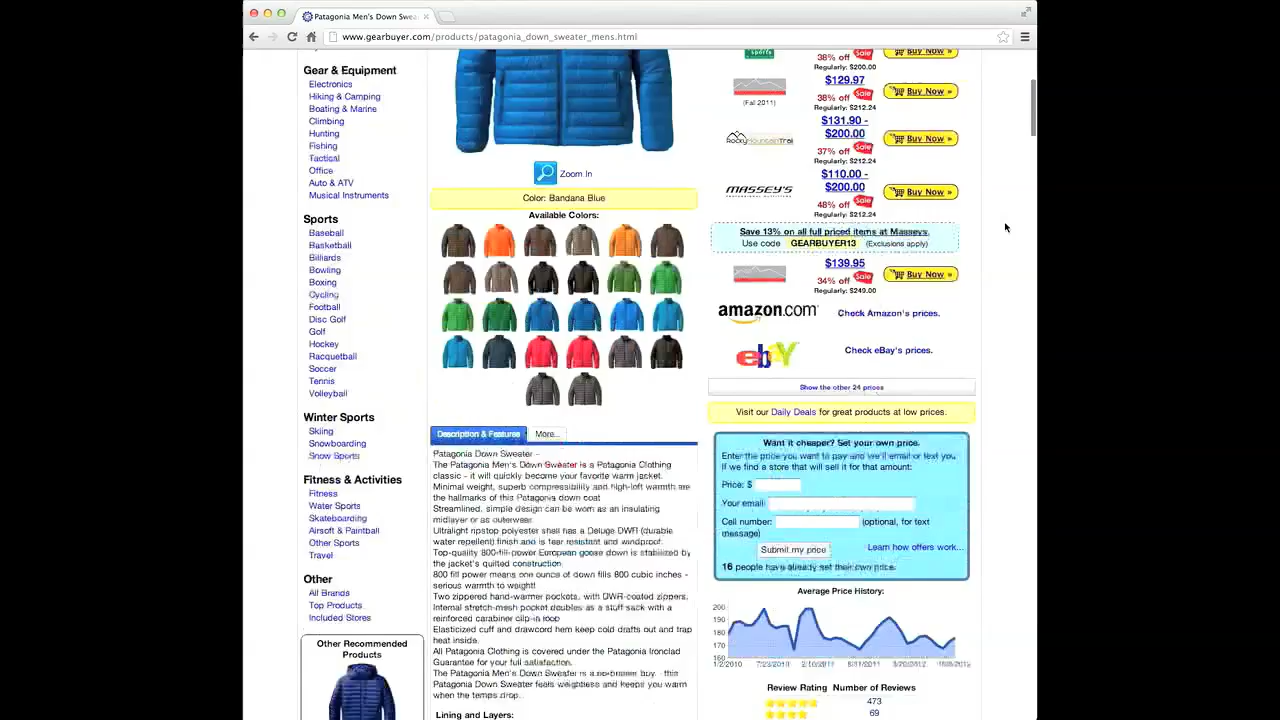 Patagonia Men's Down Swea
www.gearbuyer.com/products/patagonia_down_sweater_mens.html
Gear & Equipment
Electronics
Hiking & Camping
Boating & Marine
Climbing
Hunting
Fishing
Tactical
Office
Auto & ATV
Musical Instruments
Sports
Baseball
Basketball
Billiards
Bowling
Boxing
Cycling
Football
Disc Golf
Golf
Hockey
Racquetball
Soccer
Tennis
Volleyball
Winter Sports
Skiing
Snowboarding
Snow Sports
Fitness & Activities
Fitness
Water Sports
Skateboarding
Airsoft & Paintball
Other Sports
Travel
Other
All Brands
Top Products
Included Stores
Other Recommended
Products
Zoom In
Color: Bandana Blue
Available Colors:
Description & Features
More...
Patagonia Down Sweater -
The Patagonia Men's Down Sweater is a Patagonia Clothing
classic - it will quickly become your favorite warm jacket.
Minimal weight, superb compressibility and high-loft warmth are
the hallmarks of this Patagonia down coat
Streamlined, simple design can be worn as an insulating
midlayer or as outerwear
Ultralight ripstop polyester shell has a Deluge DWR (durable
water repellent) finish and is tear resistant and windproof.
Top-quality 800-fill-power European goose down is stabilized by
the jacket's quilted construction.
800 fill power means one ounce of down fills 800 cubic inches -
serious warmth to weight!
Two zippered hand-warmer pockets, with DWR-coated zippers.
Internal stretch-mesh pocket doubles as a stuff sack with a
reinforced carabiner clip-in loop
Elasticized cuff and drawcord hem keep cold drafts out and trap
heat inside.
All Patagonia Clothing is covered under the Patagonia Ironclad
Guarantee for your full satisfaction.
The Patagonia Men's Down Sweater is a no-brainer buy - this
Patagonia Down Sweater feels weightless and keeps you warm
when the temps drop.
Lining and Layers:
sports
38% off Sale
Regularly: $200.00
Buy Now »
(Fall 2011)
$129.97
38% off Sale
Regularly: $212.24
Buy Now »
RockyMountainTrail
$131.90 -
$200.00
37% off Sale
Regularly: $212.24
Buy Now »
MASSEY'S
$110.00 -
$200.00
48% off Sale
Regularly: $212.24
Buy Now »
Save 13% on all full priced items at Masseys.
Use code GEARBUYER13 (Exclusions apply)
$139.95
34% off Sale
Regularly: $249.00
Buy Now »
amazon.com Check Amazon's prices.
ebY Check eBay's prices.
Show the other 24 prices
Visit our Daily Deals for great products at low prices.
Want it cheaper? Set your own price.
Enter the price you want to pay and we'll email or text you
if we find a store that will sell it for that amount:
Price: $
Your email:
Cell number: (optional, for text
message)
Submit my price
Learn how offers work...
16 people have already set their own price.
Average Price History:
200
190
180
170
160
1/2/2010
Review Rating Number of Reviews
473
69